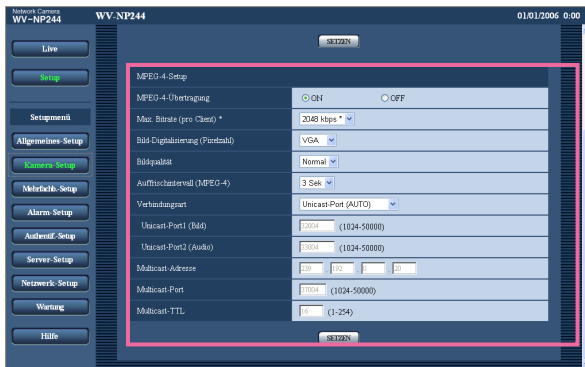 Network Camera
WV-NP244
WV-NP244 01/01/2006 0:00
Live
Setup
Setupmenü
Allgemeines-Setup
Kamera-Setup
Mehrfachb.-Setup
Alarm-Setup
Authentif.-Setup
Server-Setup
Netzwerk-Setup
Wartung
Hilfe
SETZEN
MPEG-4-Setup
MPEG-4-Übertragung ON OFF
Max. Bitrate (pro Client) * 2048 kbps *
Bild-Digitalisierung (Pixelzahl) VGA
Bildqualität Normal
Auffrischintervall (MPEG-4) 3 Sek
Verbindungsart Unicast-Port (AUTO)
Unicast-Port1 (Bild) 32004 (1024-50000)
Unicast-Port2 (Audio) 33004 (1024-50000)
Multicast-Adresse 239 . 192 . 0 . 20
Multicast-Port 37004 (1024-50000)
Multicast-TTL 16 (1-254)
SETZEN